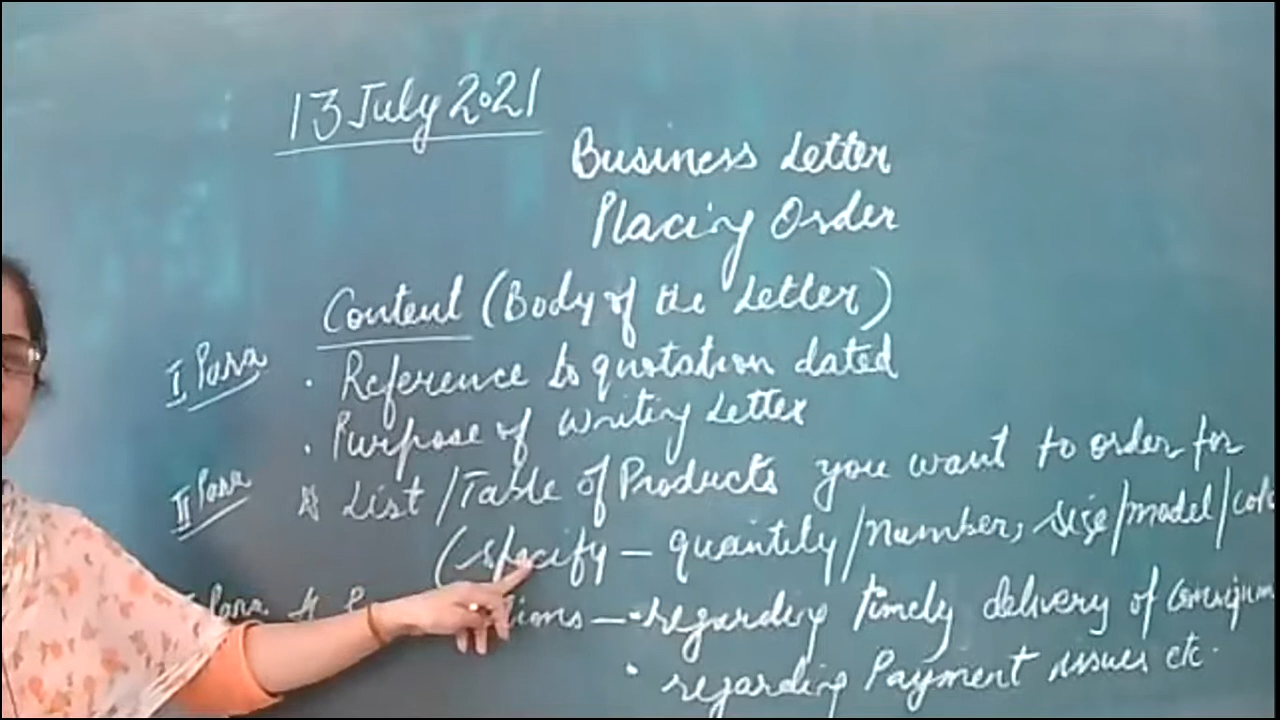 13 July 2021
Business Letter
Placing Order
Content (Body of the Letter)
I Para · Reference to quotation dated
· Purpose of writing Letter
II Para List / Table of Products you want to order for
(specify – quantity / Number, size / model /
Para – · regarding timely delivery of
· regarding Payment issues etc.